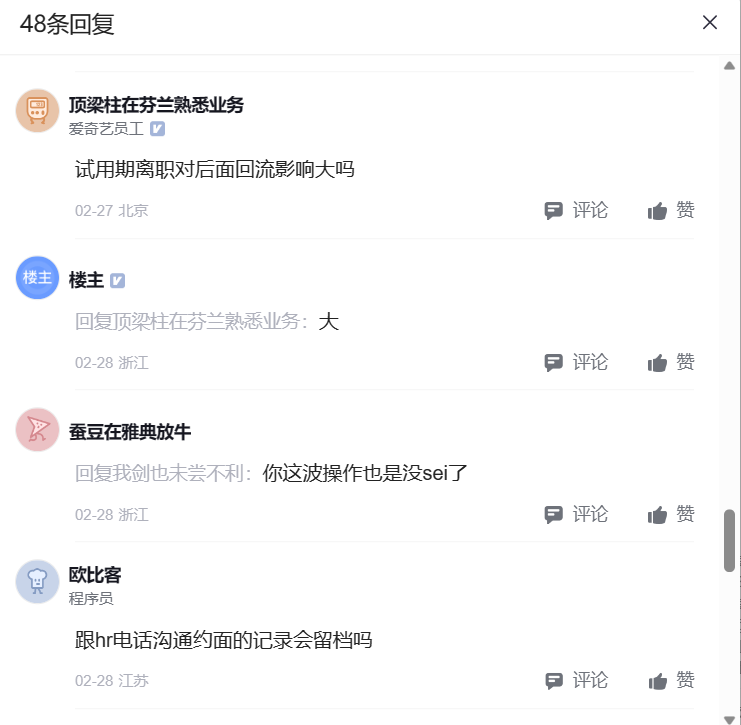 48条回复
顶梁柱在芬兰熟悉业务
爱奇艺员工
试用期离职对后面回流影响大吗
02-27 北京 评论 赞
楼主 楼主
回复顶梁柱在芬兰熟悉业务：大
02-28 浙江 评论 赞
蚕豆在雅典放牛
回复我剑也未尝不利：你这波操作也是没sei了
02-28 浙江 评论 赞
欧比客
程序员
跟hr电话沟通约面的记录会留档吗
02-28 江苏 评论 赞